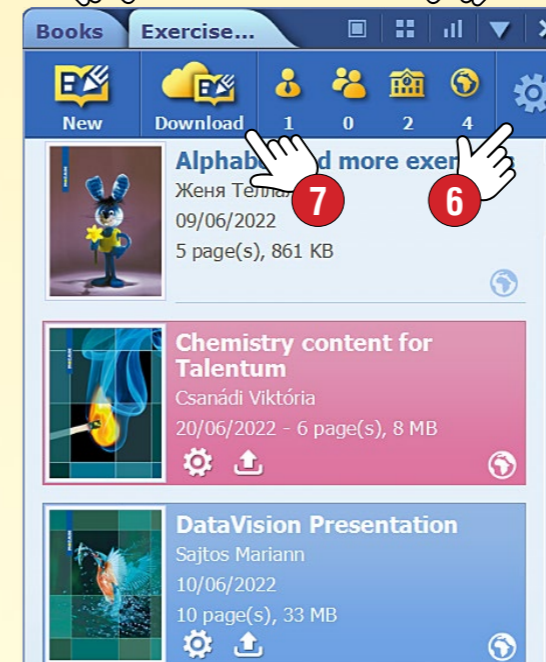 Books Exercise...
New Download 1 0 2 4
Alphabe d more exer s
Женя Тел
09/06/2022
5 page(s), 861 KB
7 6
Chemistry content for
Talentum
Csanádi Viktória
20/06/2022 - 6 page(s), 8 MB
DataVision Presentation
Sajtos Mariann
10/06/2022
10 page(s), 33 MB